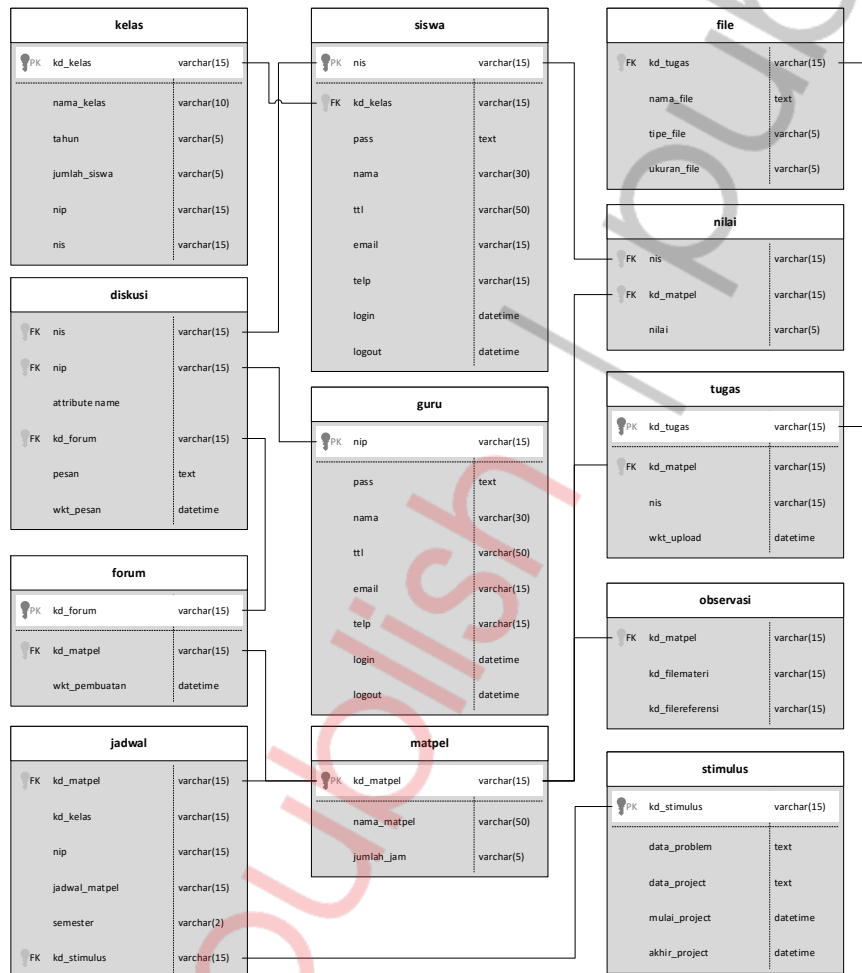 kelas
PK kd_kelas varchar(15)
nama_kelas varchar(10)
tahun varchar(5)
jumlah_siswa varchar(5)
nip varchar(15)
nis varchar(15)
diskusi
FK nis varchar(15)
FK nip varchar(15)
attribute name
FK kd_forum varchar(15)
pesan text
wkt_pesan datetime
forum
PK kd_forum varchar(15)
FK kd_matpel varchar(15)
wkt_pembuatan datetime
jadwal
FK kd_matpel varchar(15)
kd_kelas varchar(15)
nip varchar(15)
jadwal_matpel varchar(15)
semester varchar(2)
FK kd_stimulus varchar(15)
siswa
PK nis varchar(15)
FK kd_kelas varchar(15)
pass text
nama varchar(30)
ttl varchar(50)
email varchar(15)
telp varchar(15)
login datetime
logout datetime
guru
PK nip varchar(15)
pass text
nama varchar(30)
ttl varchar(50)
email varchar(15)
telp varchar(15)
login datetime
logout datetime
matpel
PK kd_matpel varchar(15)
nama_matpel varchar(50)
jumlah_jam varchar(5)
file
FK kd_tugas varchar(15)
nama_file text
tipe_file varchar(5)
ukuran_file varchar(5)
nilai
FK nis varchar(15)
FK kd_matpel varchar(15)
nilai varchar(5)
tugas
PK kd_tugas varchar(15)
FK kd_matpel varchar(15)
nis varchar(15)
wkt_upload datetime
observasi
FK kd_matpel varchar(15)
kd_filemateri varchar(15)
kd_filereferensi varchar(15)
stimulus
PK kd_stimulus varchar(15)
data_problem text
data_project text
mulai_project datetime
akhir_project datetime
publish | pub